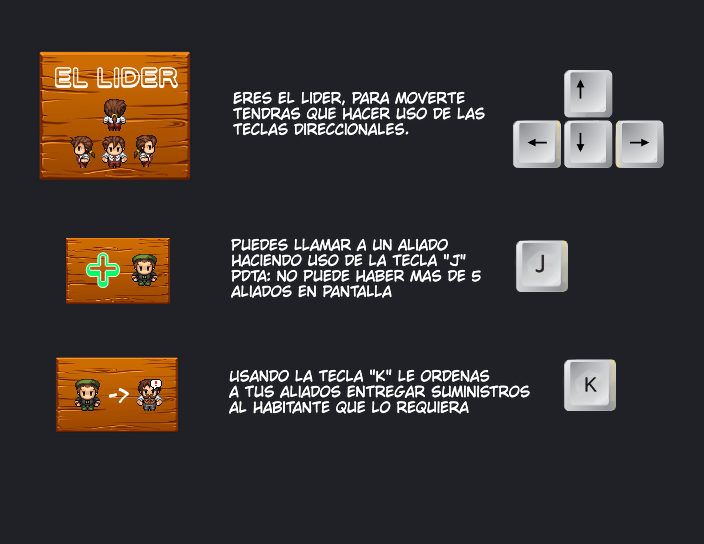 EL LIDER
ERES EL LIDER, PARA MOVERTE
TENDRAS QUE HACER USO DE LAS
TECLAS DIRECCIONALES.
↑
← ↓ →
PUEDES LLAMAR A UN ALIADO
HACIENDO USO DE LA TECLA "J"
PDTA: NO PUEDE HABER MAS DE 5
ALIADOS EN PANTALLA
J
->
!
USANDO LA TECLA "K" LE ORDENAS
A TUS ALIADOS ENTREGAR SUMINISTROS
AL HABITANTE QUE LO REQUIERA
K